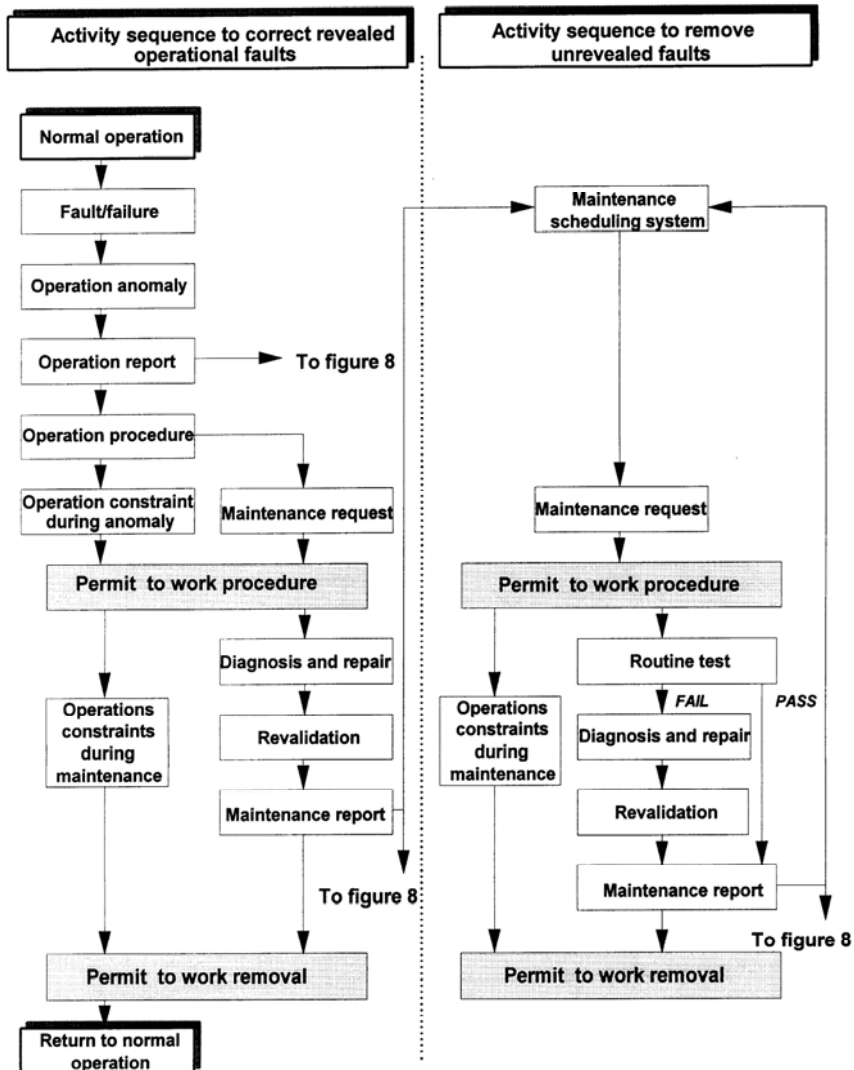 Activity sequence to correct revealed
operational faults
Normal operation
Fault/failure
Operation anomaly
Operation report
To figure 8
Operation procedure
Operation constraint
during anomaly
Maintenance request
Permit to work procedure
Diagnosis and repair
Operations
constraints
during
maintenance
Revalidation
Maintenance report
To figure 8
Permit to work removal
Return to normal
operation
Activity sequence to remove
unrevealed faults
Maintenance
scheduling system
Maintenance request
Permit to work procedure
Routine test
FAIL
PASS
Operations
constraints
during
maintenance
Diagnosis and repair
Revalidation
Maintenance report
To figure 8
Permit to work removal